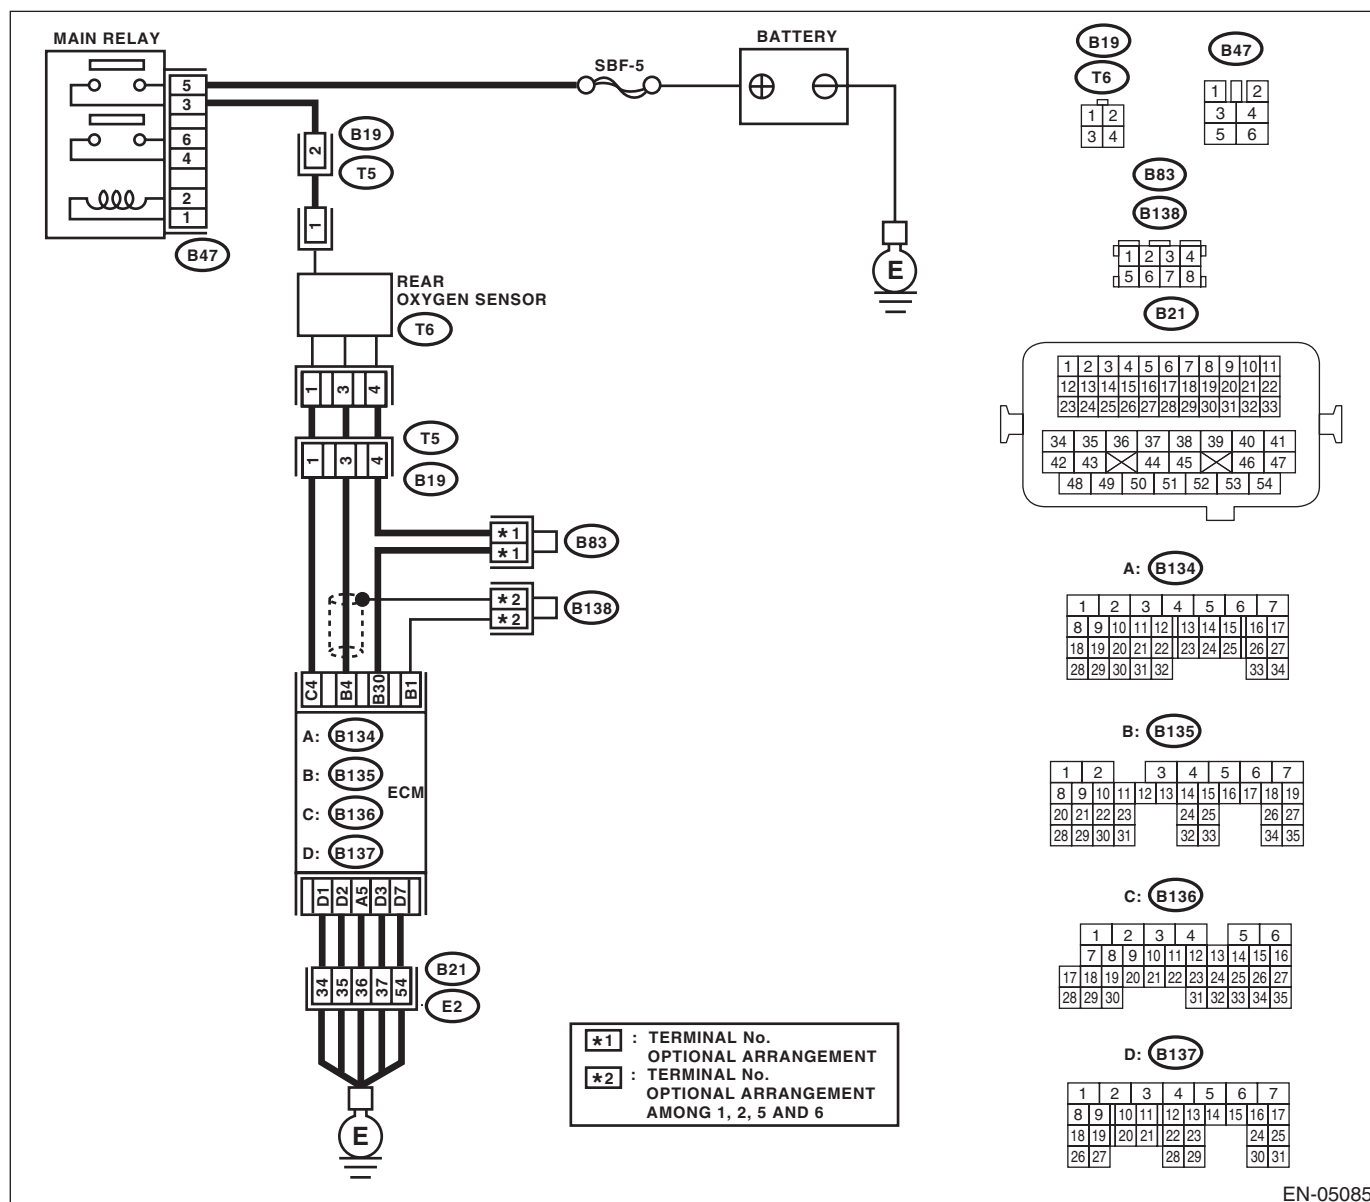 MAIN RELAY
5
3
6
4
2
1
B47
SBF-5
BATTERY
E
2
B19
T5
1
REAR
OXYGEN SENSOR
T6
1 3 4
T5
1 3 4
B19
*1
*1
B83
*2
*2
B138
C4 B4 B30 B1
A: B134
B: B135
ECM
C: B136
D: B137
D1 D2 A5 D3 D7
B21
34 35 36 37 54
E2
E
*1 : TERMINAL No.
OPTIONAL ARRANGEMENT
*2 : TERMINAL No.
OPTIONAL ARRANGEMENT
AMONG 1, 2, 5 AND 6
B19
T6
1 2
3 4
B47
1 2
3 4
5 6
B83
B138
1 2 3 4
5 6 7 8
B21
1 2 3 4 5 6 7 8 9 10 11
12 13 14 15 16 17 18 19 20 21 22
23 24 25 26 27 28 29 30 31 32 33
34 35 36 37 38 39 40 41
42 43 44 45 46 47
48 49 50 51 52 53 54
A: B134
1 2 3 4 5 6 7
8 9 10 11 12 13 14 15 16 17
18 19 20 21 22 23 24 25 26 27
28 29 30 31 32 33 34
B: B135
1 2 3 4 5 6 7
8 9 10 11 12 13 14 15 16 17 18 19
20 21 22 23 24 25 26 27
28 29 30 31 32 33 34 35
C: B136
1 2 3 4 5 6
7 8 9 10 11 12 13 14 15 16
17 18 19 20 21 22 23 24 25 26 27
28 29 30 31 32 33 34 35
D: B137
1 2 3 4 5 6 7
8 9 10 11 12 13 14 15 16 17
18 19 20 21 22 23 24 25
26 27 28 29 30 31
EN-05085